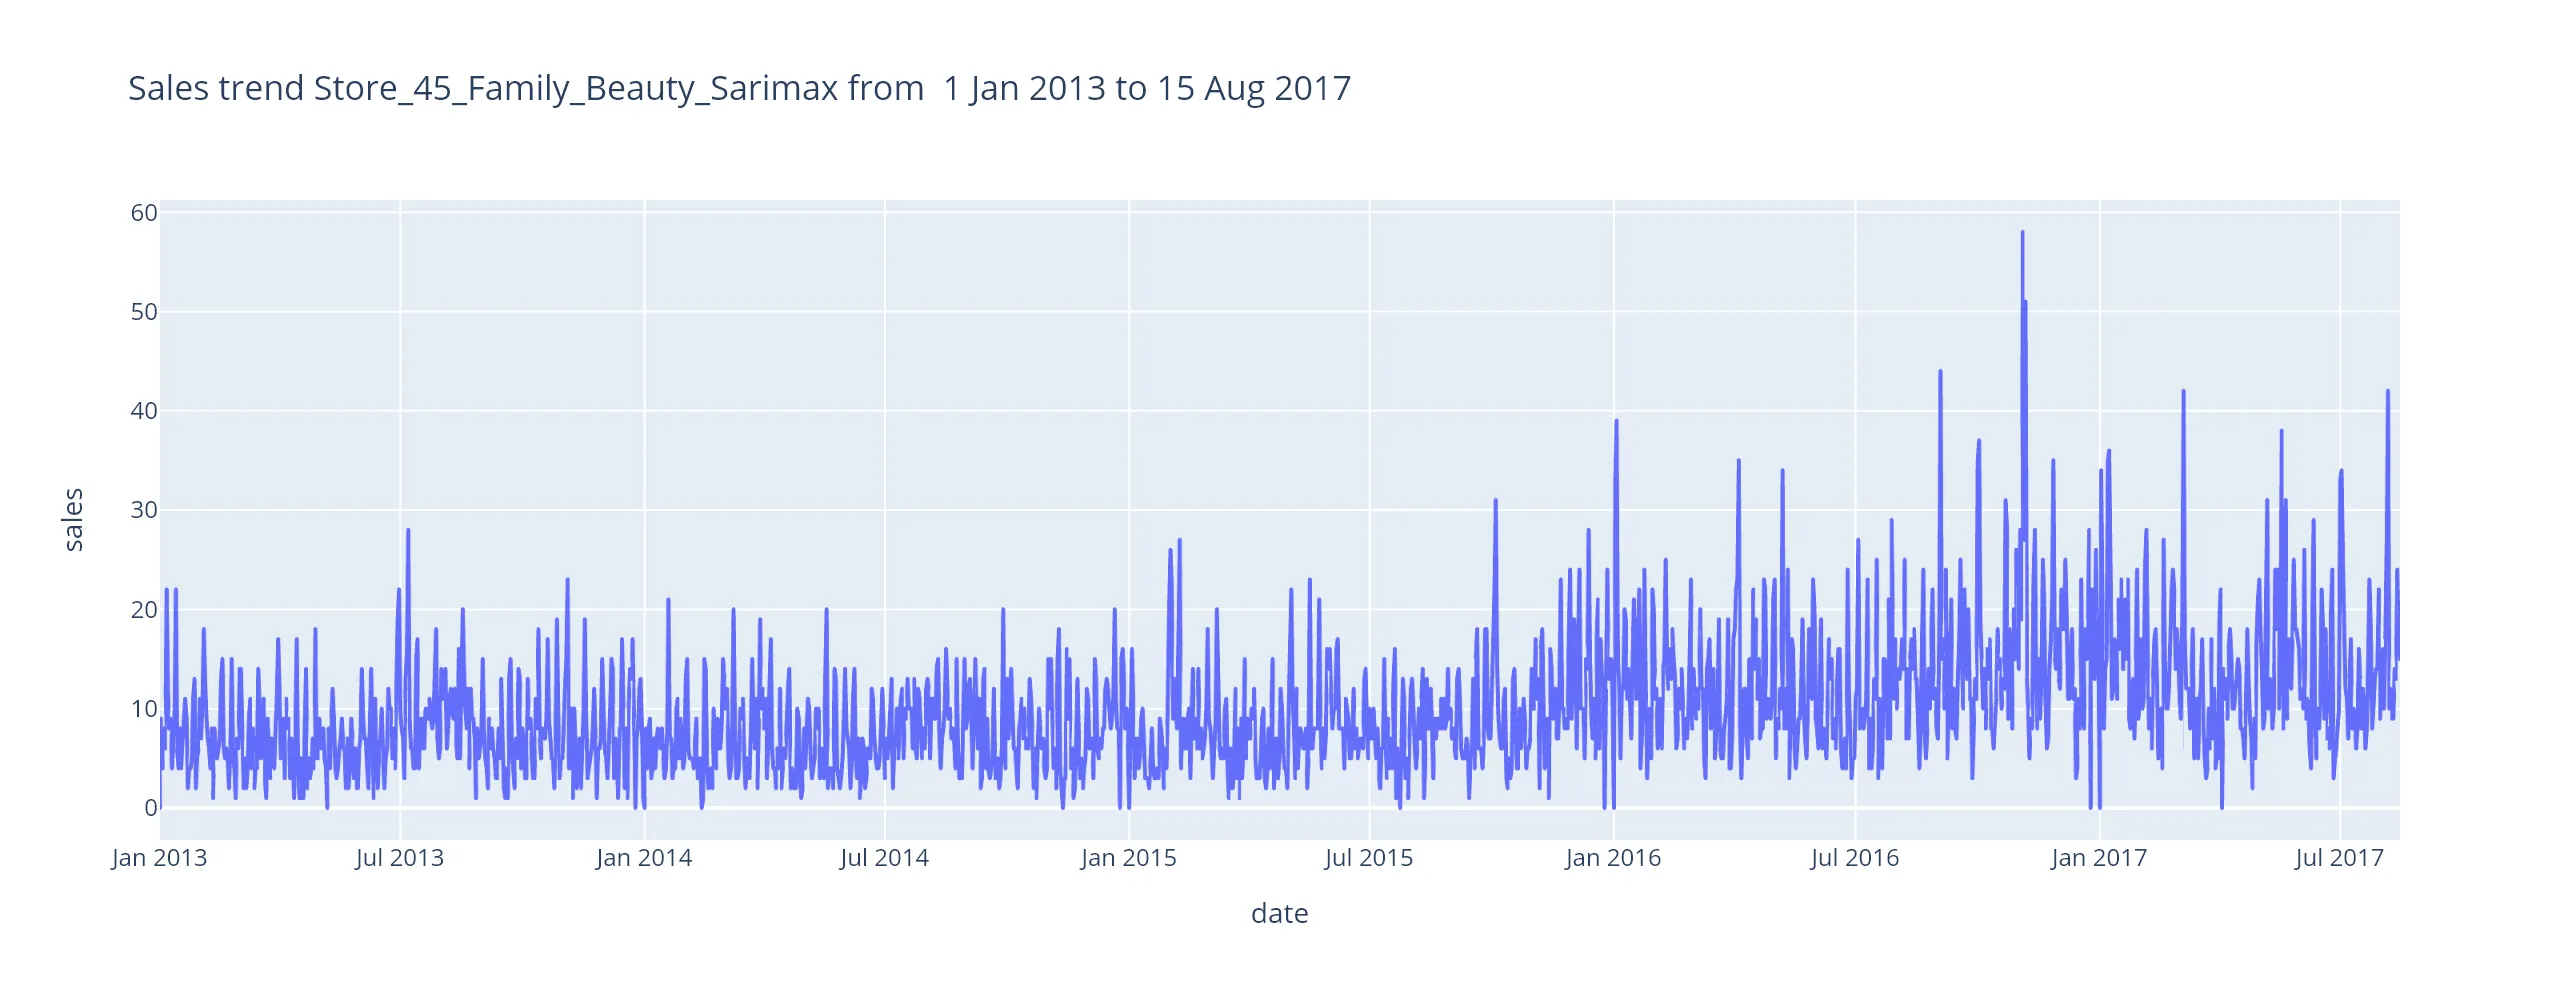 Sales trend Store_45_Family_Beauty_Sarimax from  1 Jan 2013 to 15 Aug 2017
60
50
40
30
20
10
0
sales
Jan 2013 Jul 2013 Jan 2014 Jul 2014 Jan 2015 Jul 2015 Jan 2016 Jul 2016 Jan 2017 Jul 2017
date